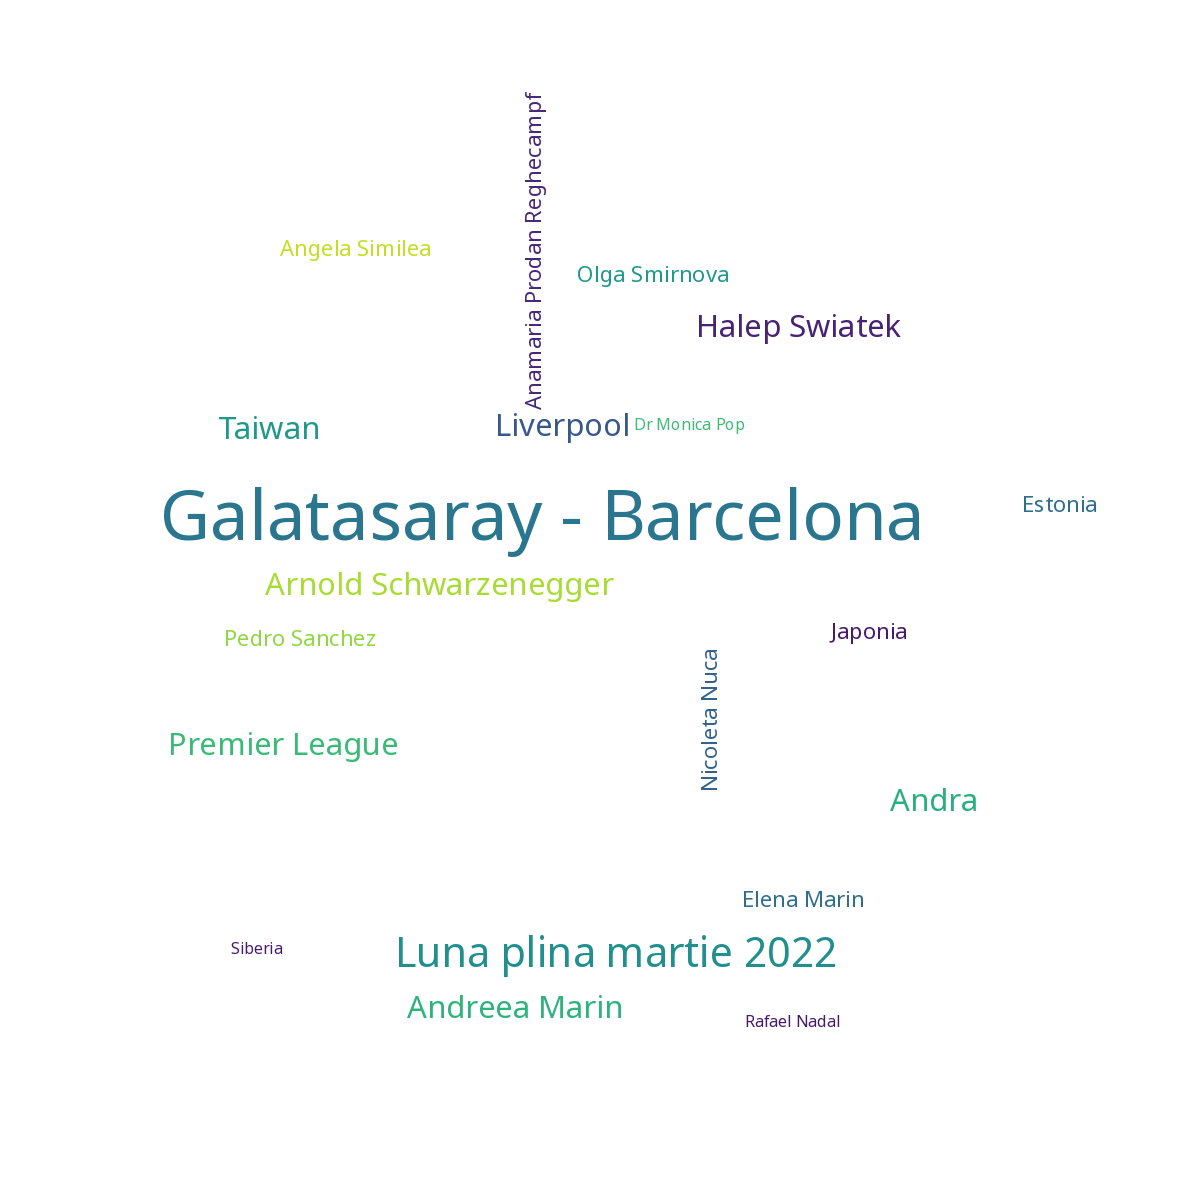 Anamaria Prodan Reghecampf
Angela Similea
Olga Smirnova
Halep Swiatek
Taiwan
Liverpool
Dr Monica Pop
Galatasaray - Barcelona
Estonia
Arnold Schwarzenegger
Pedro Sanchez
Japonia
Nicoleta Nuca
Premier League
Andra
Elena Marin
Siberia
Luna plina martie 2022
Andreea Marin
Rafael Nadal